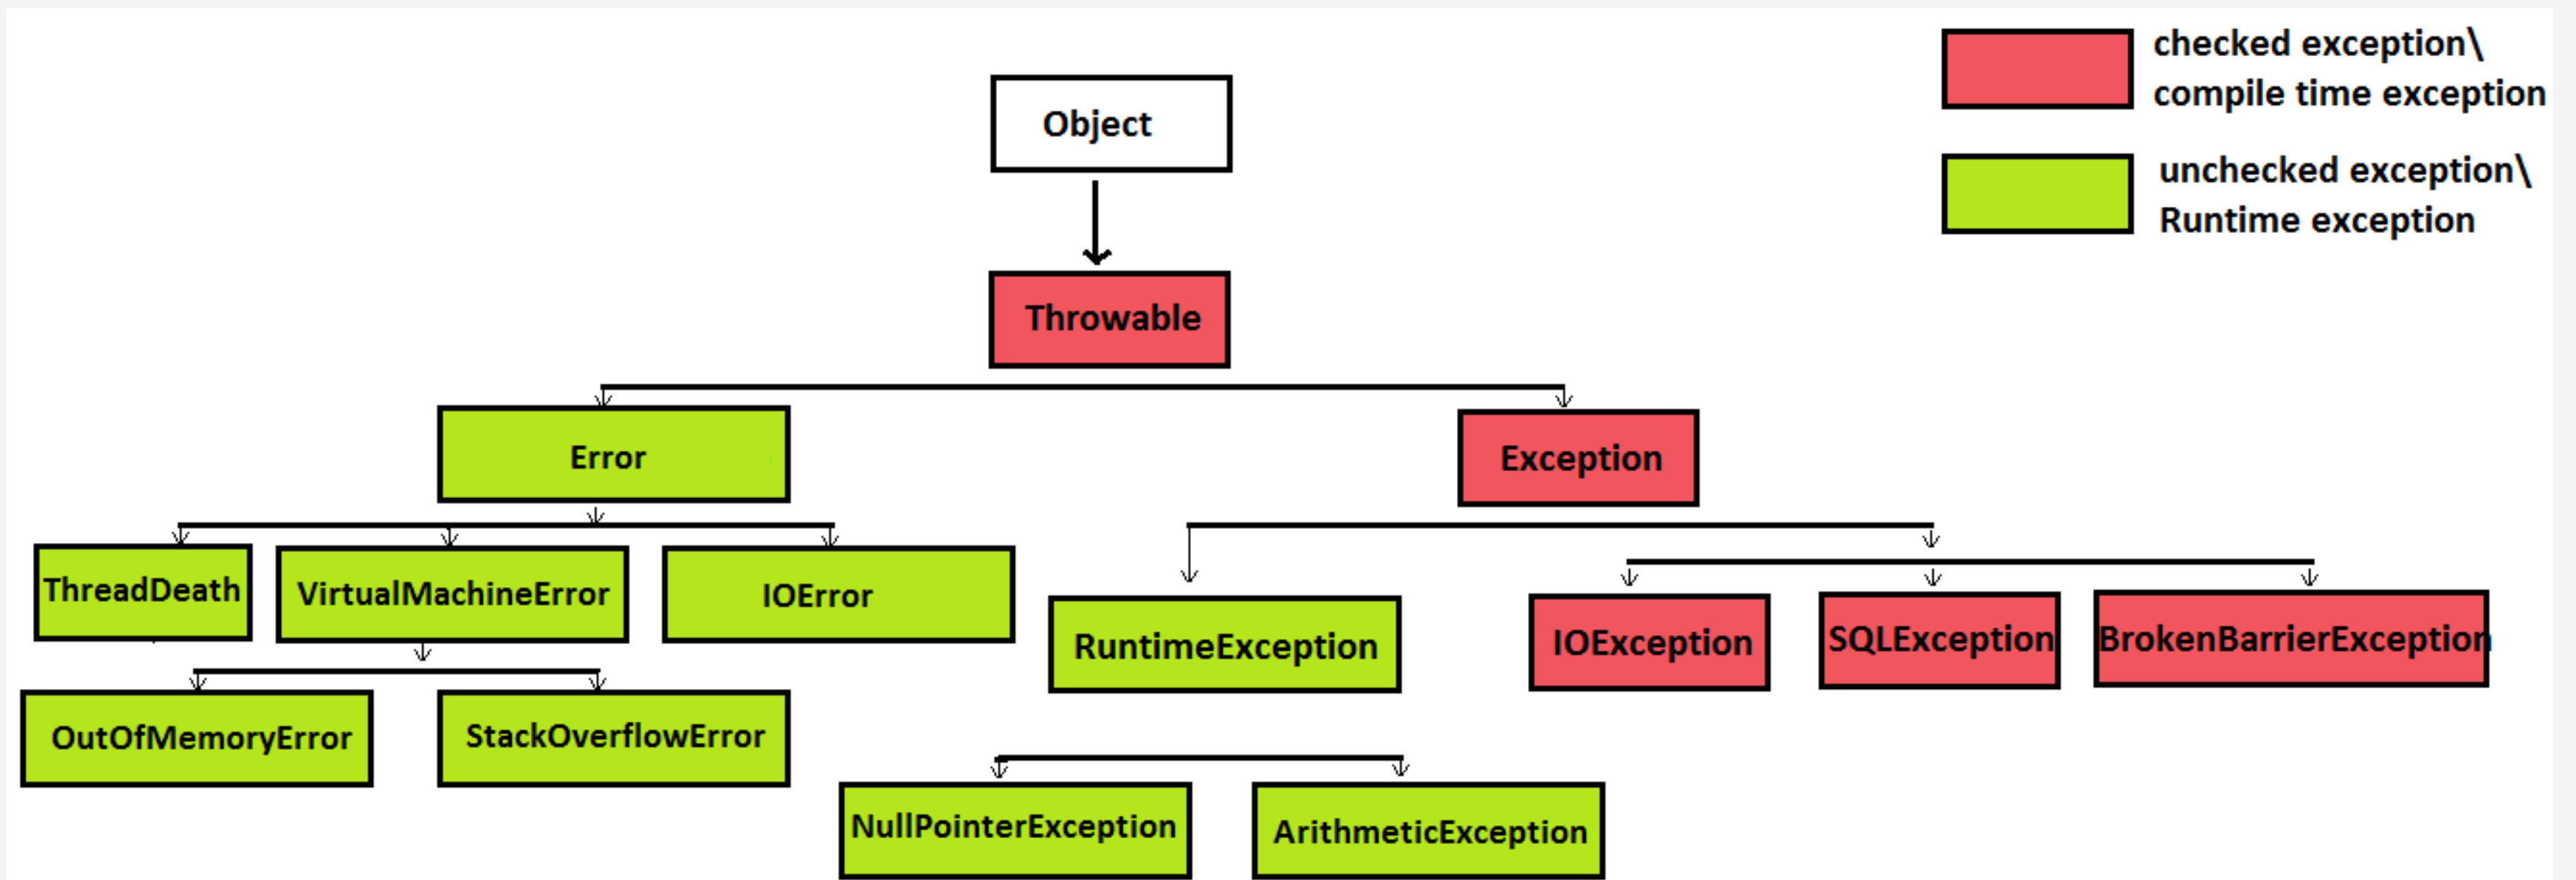 checked exception\
compile time exception
Object
unchecked exception\
Runtime exception
Throwable
Error
Exception
ThreadDeath
VirtualMachineError
IOError
RuntimeException
IOException
SQLException
BrokenBarrierException
OutOfMemoryError
StackOverflowError
NullPointerException
ArithmeticException